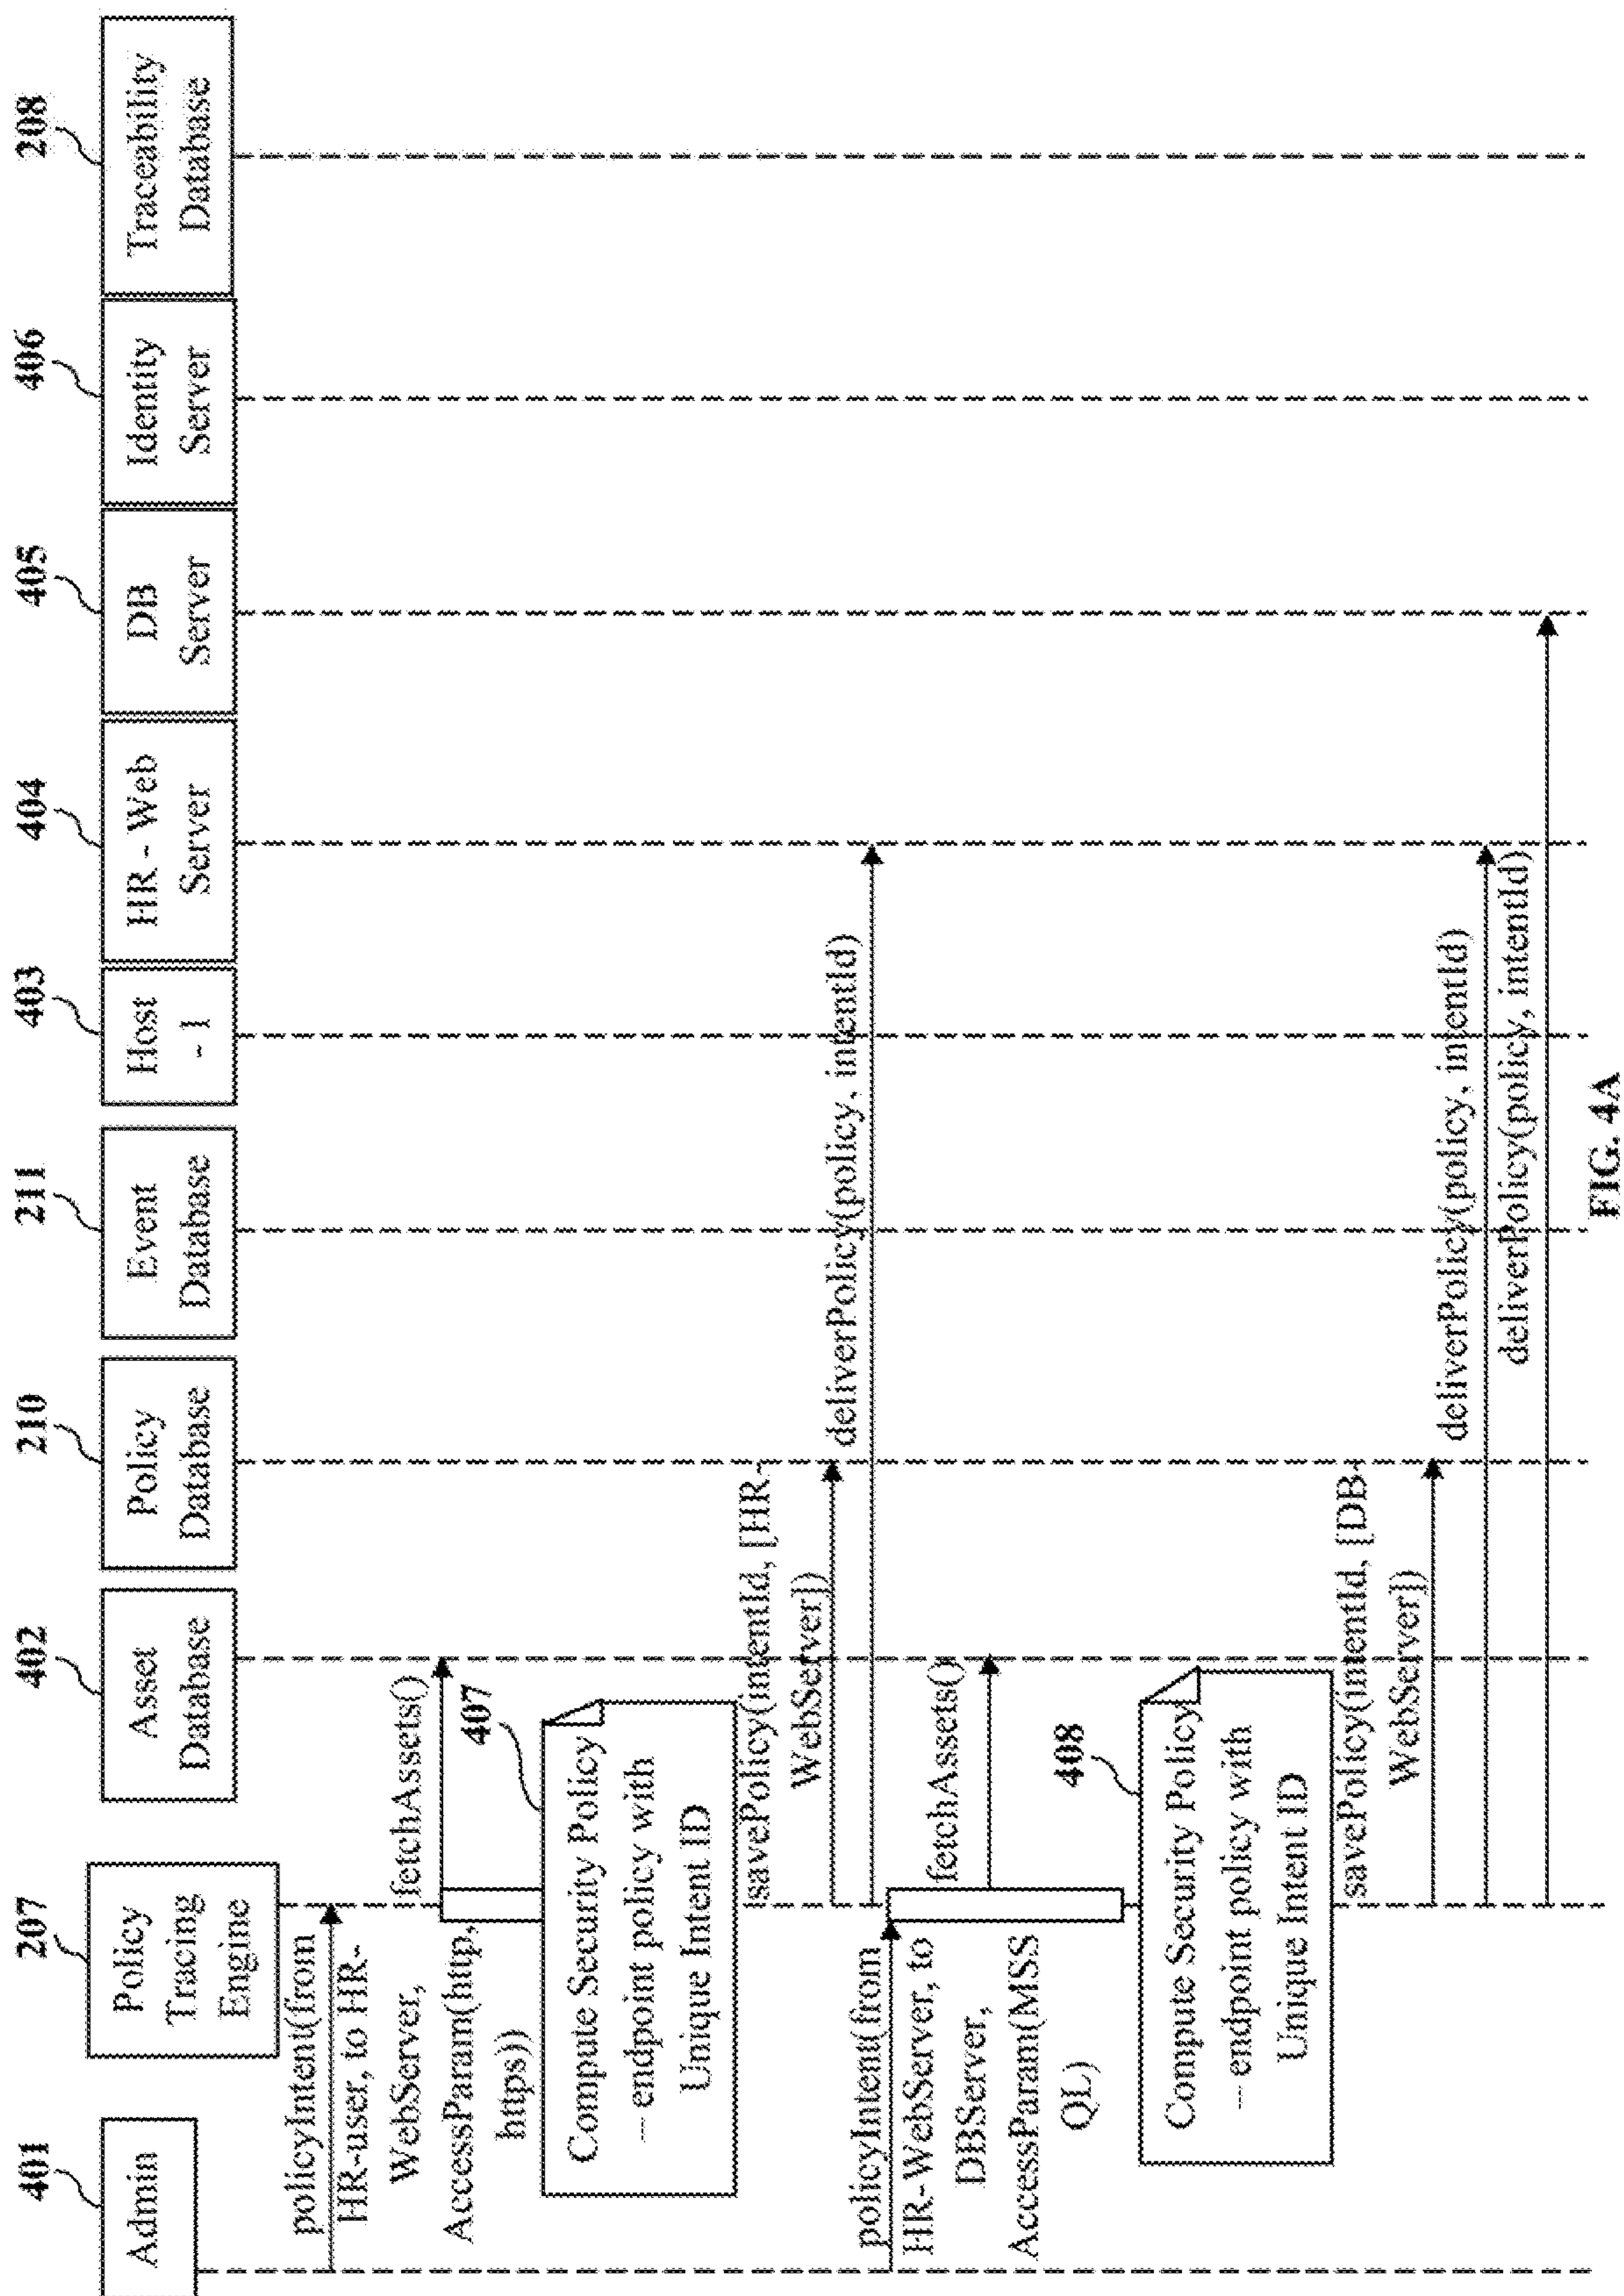 401
207
402
210
211
403
404
405
406
208
Admin
Policy
Tracing
Engine
Asset
Database
Policy
Database
Event
Database
Host
- 1
HR - Web
Server
DB
Server
Identity
Server
Traceability
Database
policyIntent(from
HR-user, to HR-
WebServer,
AccessParam(http,
https))
fetchAssets()
407
Compute Security Policy
– endpoint policy with
Unique Intent ID
savePolicy(intentId, [HR-
WebServer])
deliverPolicy(policy, intentId)
policyIntent(from
HR-WebServer, to
DBServer,
AccessParam(MSS
QL)
fetchAssets()
408
Compute Security Policy
– endpoint policy with
Unique Intent ID
savePolicy(intentId, [DB-
WebServer])
deliverPolicy(policy, intentId)
deliverPolicy(policy, intentId)
FIG. 4A